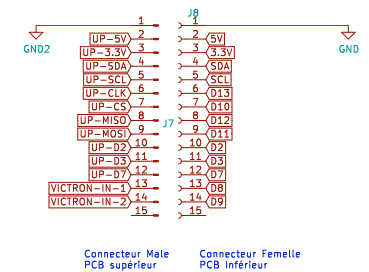 J8
1 1
GND2 GND
UP-5V 2 2 5V
UP-3.3V 3 3 3.3V
UP-SDA 4 4 SDA
UP-SCL 5 5 SCL
UP-CLK 6 6 D13
UP-CS 7 7 D10
UP-MISO 8 8 D12
J7
UP-MOSI 9 9 D11
UP-D2 10 10 D2
UP-D3 11 11 D3
UP-D7 12 12 D7
VICTRON-IN-1 13 13 D8
VICTRON-IN-2 14 14 D9
15 15
Connecteur Male Connecteur Femelle
PCB supérieur PCB Inférieur